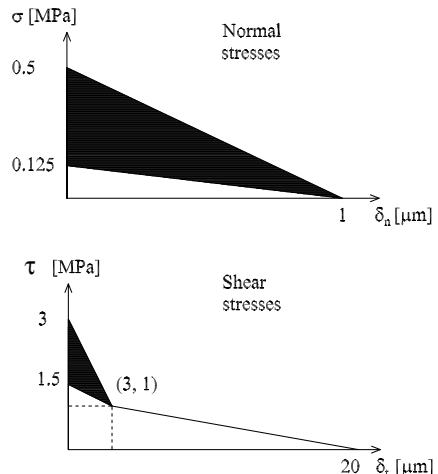 σ [MPa]
Normal
stresses
0.5
0.125
1 δn [μm]
τ [MPa]
Shear
stresses
3
1.5
(3, 1)
20 δt [μm]